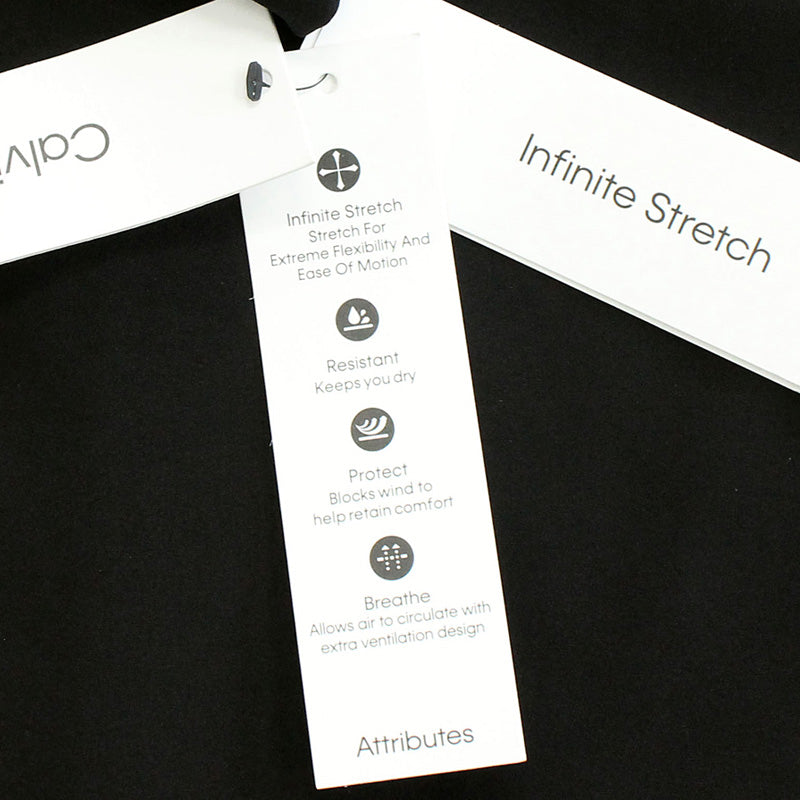 Calvi
Infinite Stretch
Infinite Stretch
Stretch For
Extreme Flexibility And
Ease Of Motion
Resistant
Keeps you dry
Protect
Blocks wind to
help retain comfort
Breathe
Allows air to circulate with
extra ventilation design
Attributes